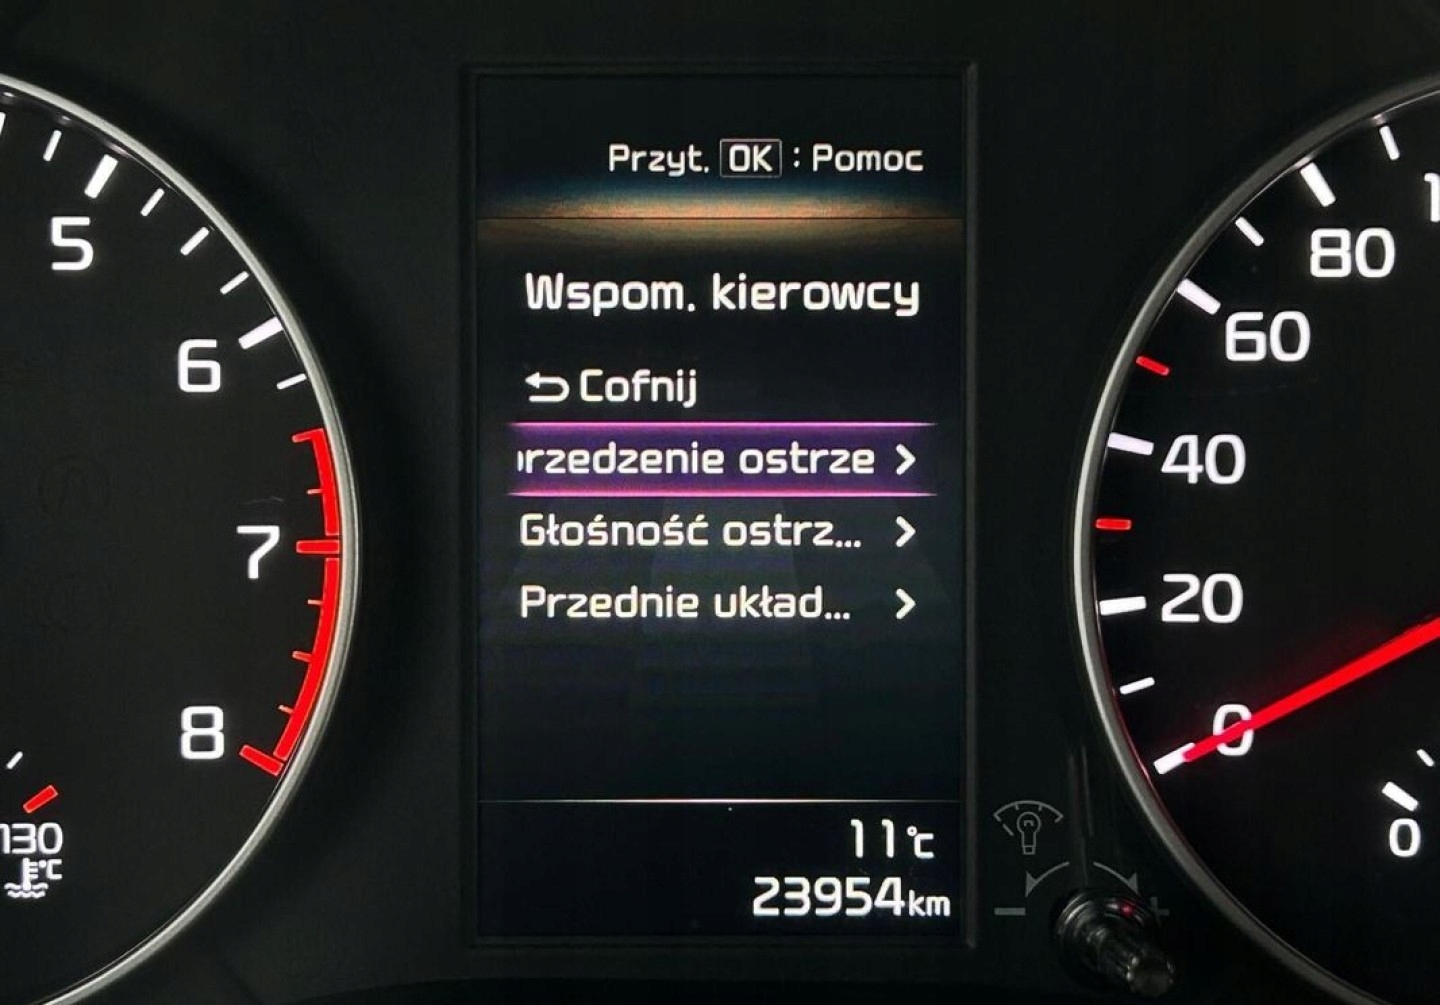 Przyt. OK : Pomoc
Wspom. kierowcy
Cofnij
rzedzenie ostrze
Głośność ostrz...
Przednie układ...
11°C
23954km
5
6
7
8
130
°C
80
60
40
20
0
0